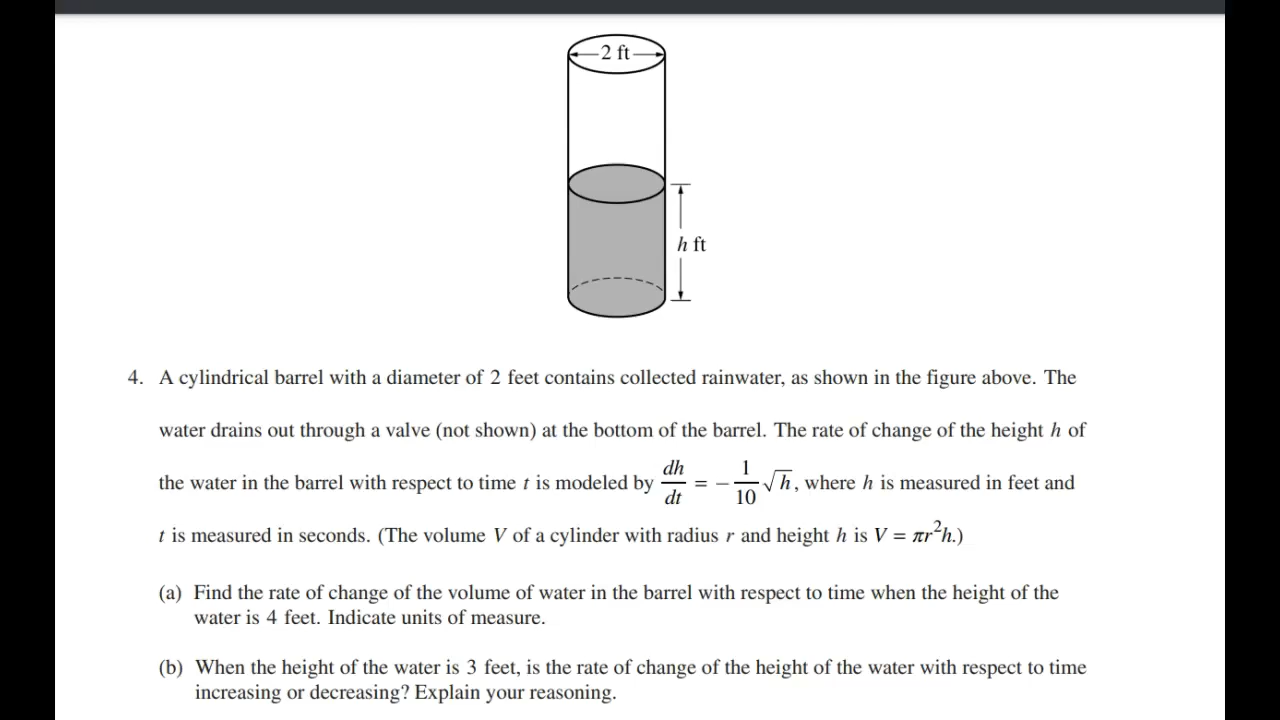 2 ft
h ft
4. A cylindrical barrel with a diameter of 2 feet contains collected rainwater, as shown in the figure above. The
water drains out through a valve (not shown) at the bottom of the barrel. The rate of change of the height h of
the water in the barrel with respect to time t is modeled by dh/dt = −1/10 √h, where h is measured in feet and
t is measured in seconds. (The volume V of a cylinder with radius r and height h is V = πr²h.)
(a) Find the rate of change of the volume of water in the barrel with respect to time when the height of the
water is 4 feet. Indicate units of measure.
(b) When the height of the water is 3 feet, is the rate of change of the height of the water with respect to time
increasing or decreasing? Explain your reasoning.